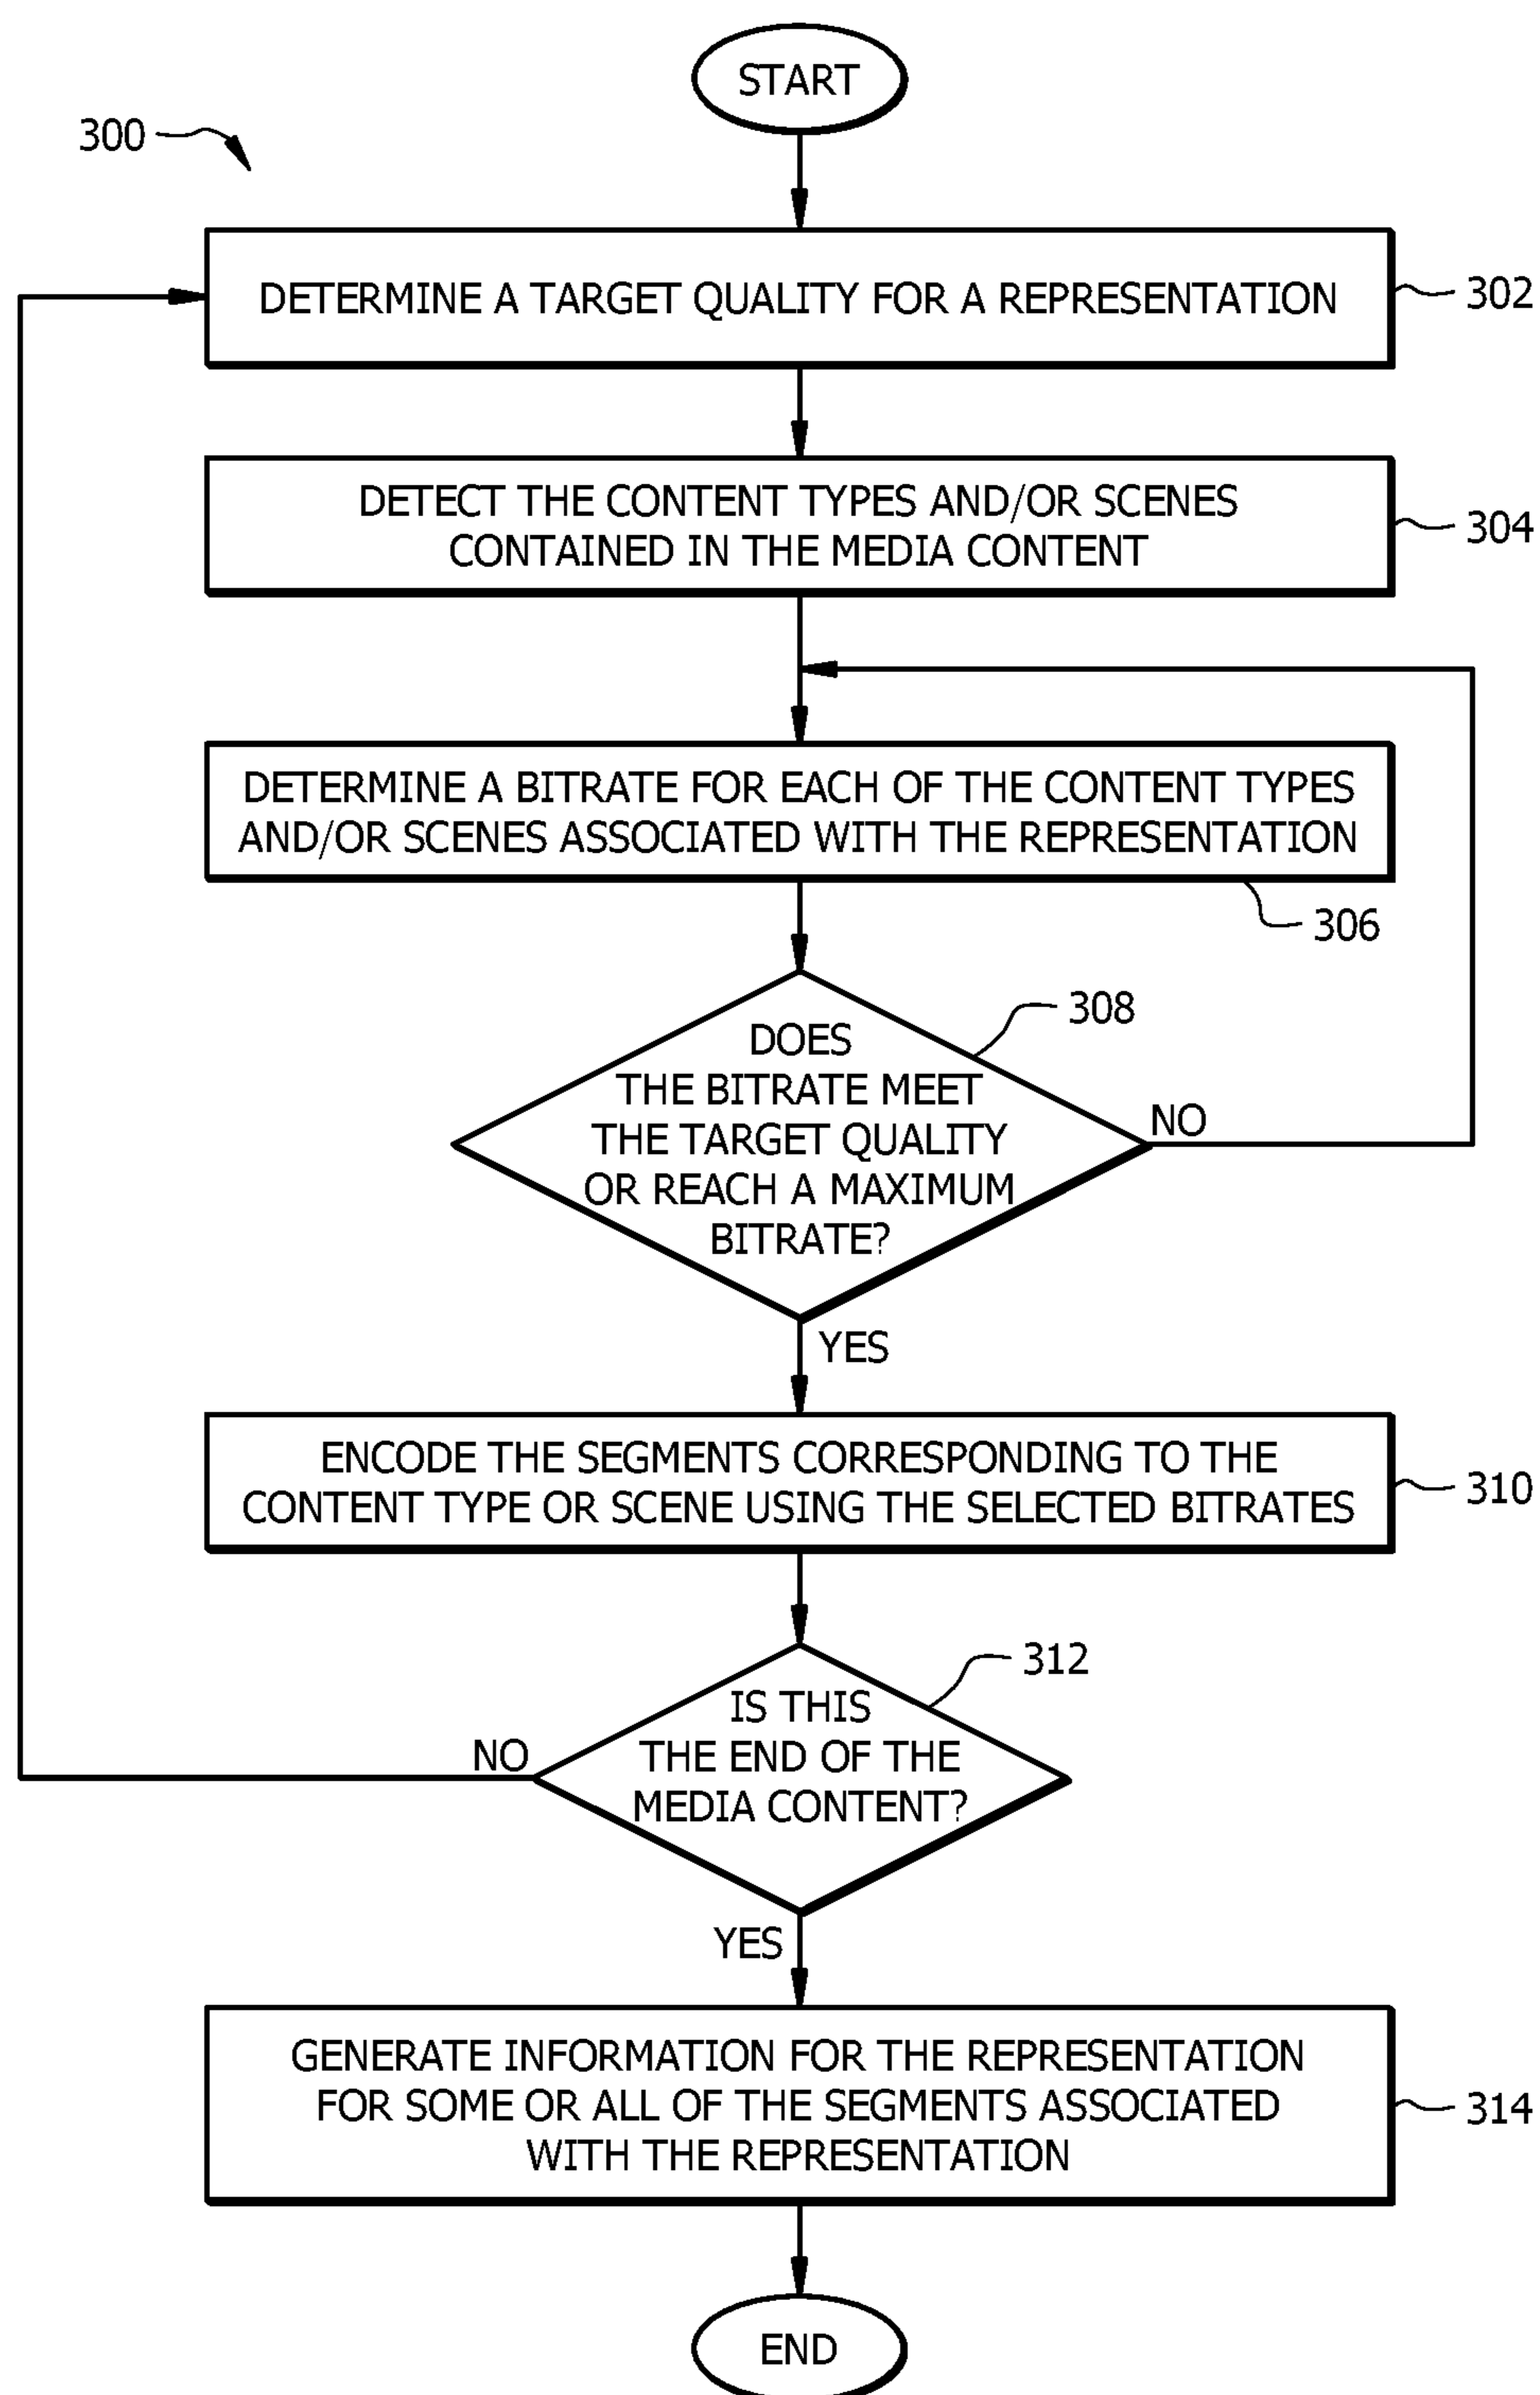 START
300
DETERMINE A TARGET QUALITY FOR A REPRESENTATION
302
DETECT THE CONTENT TYPES AND/OR SCENES
CONTAINED IN THE MEDIA CONTENT
304
DETERMINE A BITRATE FOR EACH OF THE CONTENT TYPES
AND/OR SCENES ASSOCIATED WITH THE REPRESENTATION
306
308
DOES
THE BITRATE MEET
THE TARGET QUALITY
OR REACH A MAXIMUM
BITRATE?
NO
YES
ENCODE THE SEGMENTS CORRESPONDING TO THE
CONTENT TYPE OR SCENE USING THE SELECTED BITRATES
310
312
IS THIS
THE END OF THE
MEDIA CONTENT?
NO
YES
GENERATE INFORMATION FOR THE REPRESENTATION
FOR SOME OR ALL OF THE SEGMENTS ASSOCIATED
WITH THE REPRESENTATION
314
END